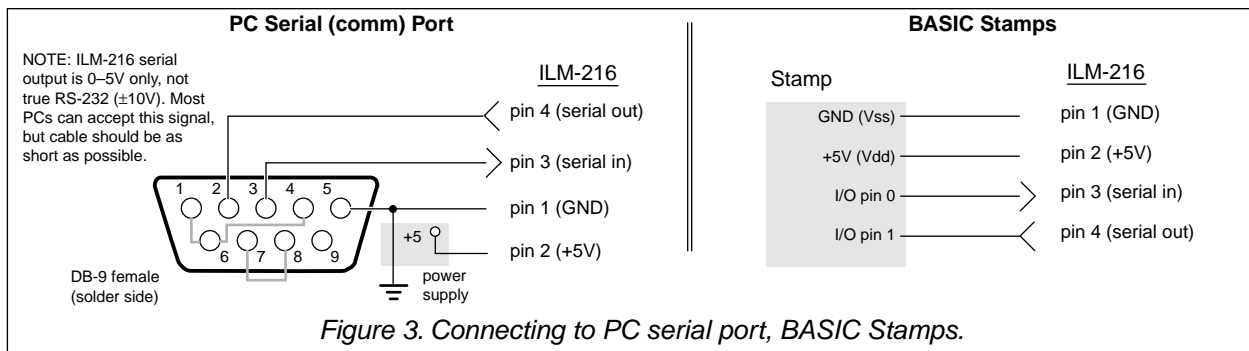 PC Serial (comm) Port
NOTE: ILM-216 serial
output is 0–5V only, not
true RS-232 (±10V). Most
PCs can accept this signal,
but cable should be as
short as possible.
ILM-216
pin 4 (serial out)
pin 3 (serial in)
pin 1 (GND)
pin 2 (+5V)
1 2 3 4 5
6 7 8 9
+5
power
supply
DB-9 female
(solder side)
BASIC Stamps
Stamp
ILM-216
GND (Vss) pin 1 (GND)
+5V (Vdd) pin 2 (+5V)
I/O pin 0 pin 3 (serial in)
I/O pin 1 pin 4 (serial out)
Figure 3. Connecting to PC serial port, BASIC Stamps.